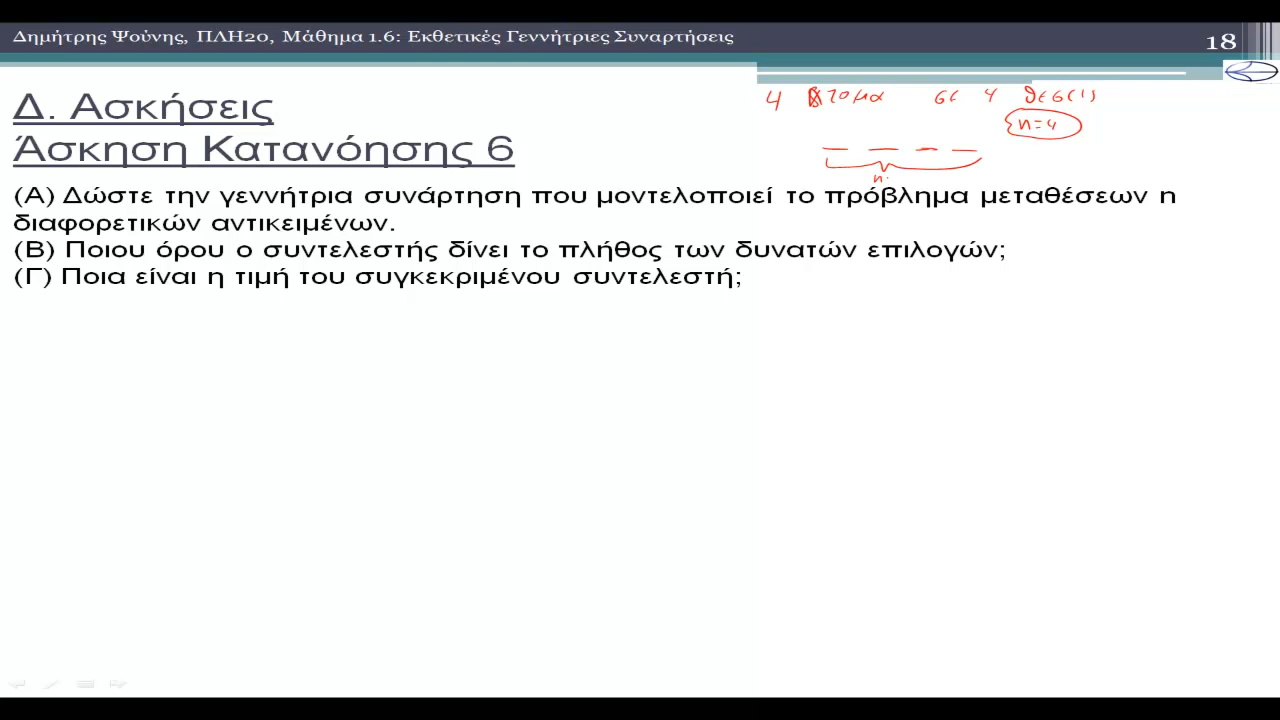 Δημήτρης Ψούνης, ΠΛΗ20, Μάθημα 1.6: Εκθετικές Γεννήτριες Συναρτήσεις
18
4 άτομα σε 4 θέσεις
n=4
n
Δ. Ασκήσεις
Άσκηση Κατανόησης 6
(Α) Δώστε την γεννήτρια συνάρτηση που μοντελοποιεί το πρόβλημα μεταθέσεων n
διαφορετικών αντικειμένων.
(Β) Ποιου όρου ο συντελεστής δίνει το πλήθος των δυνατών επιλογών;
(Γ) Ποια είναι η τιμή του συγκεκριμένου συντελεστή;